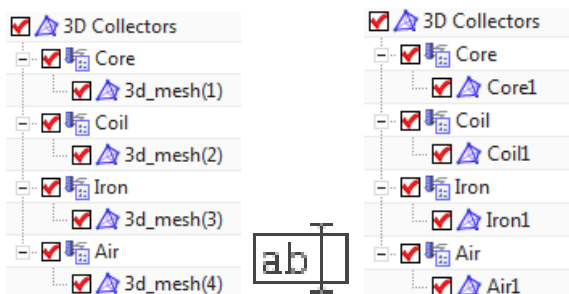 3D Collectors
Core
3d_mesh(1)
Coil
3d_mesh(2)
Iron
3d_mesh(3)
Air
3d_mesh(4)
ab
3D Collectors
Core
Core1
Coil
Coil1
Iron
Iron1
Air
Air1